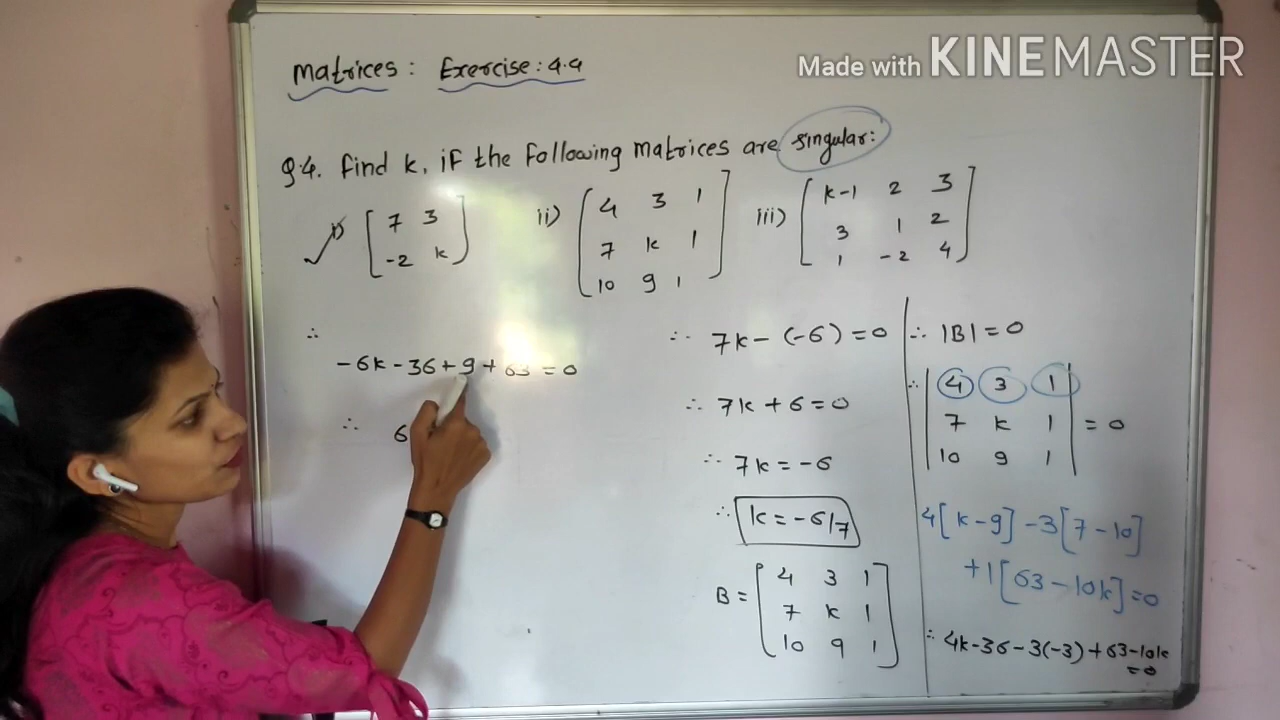 Made with KINEMASTER
Matrices : Exercise : 4.4
Q.4. Find k, if the following matrices are singular:
i) [ 7 3
-2 k ]
ii) [ 4 3 1
7 k 1
10 9 1 ]
iii) [ k-1 2 3
3 1 2
1 -2 4 ]
∴
-6k - 36 + 9 + 63 = 0
∴ 6
∴ 7k - (-6) = 0
∴ 7k + 6 = 0
∴ 7k = -6
∴ k = -6/7
B = [ 4 3 1
7 k 1
10 9 1 ]
∴ |B| = 0
∴ | 4 3 1 |
| 7 k 1 | = 0
| 10 9 1 |
4[k-9] -3[7-10]
+1[63-10k]=0
∴ 4k-36-3(-3)+63-10k
=0